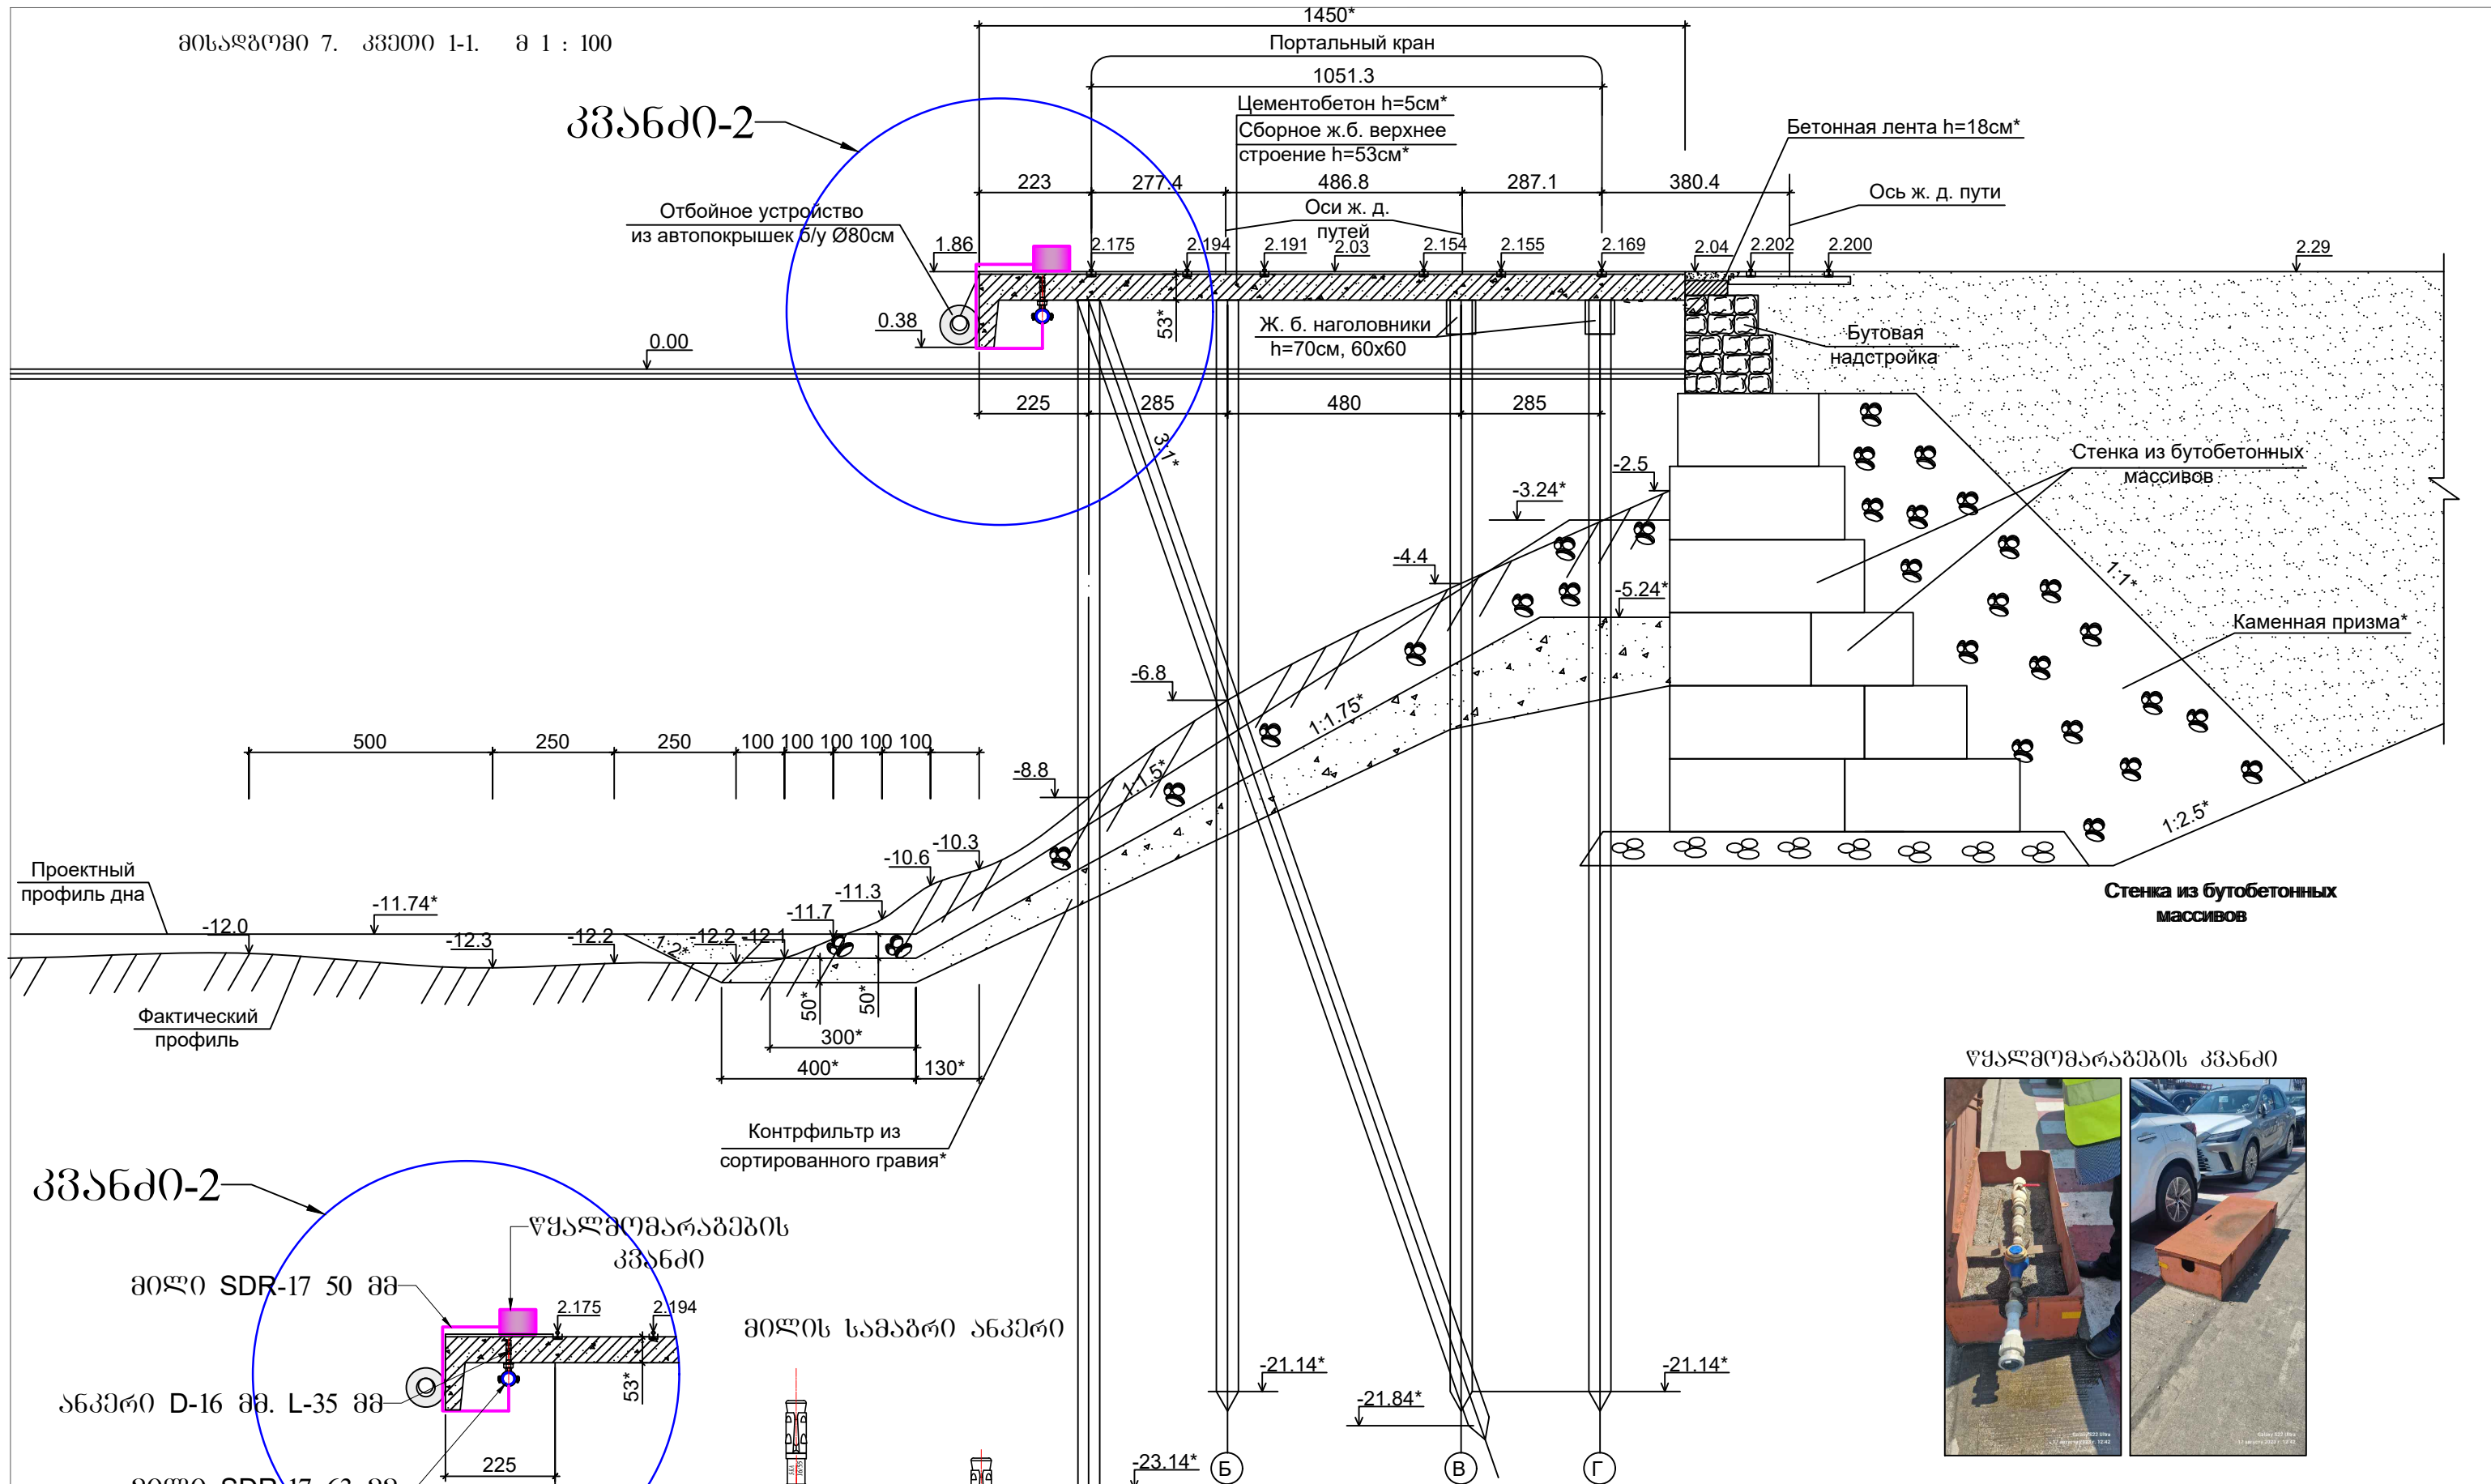 მისადგომი 7. კვეთი 1-1. მ 1 : 100
1450*
Портальный кран
1051.3
კვანძი-2
Цементобетон h=5см*
Сборное ж.б. верхнее
строение h=53см*
Бетонная лента h=18см*
223
277.4
486.8
287.1
380.4
Ось ж. д. пути
Отбойное устройство
из автопокрышек б/у Ø80см
Оси ж. д.
путей
1.86
2.175
2.194
2.191
2.03
2.154
2.155
2.169
2.04
2.202
2.200
2.29
0.38
53*
Ж. б. наголовники
h=70см, 60х60
Бутовая
надстройка
0.00
225
285
480
285
3:1*
-2.5
Стенка из бутобетонных
массивов
-3.24*
-4.4
-5.24*
1:1*
Каменная призма*
-6.8
1:1.75*
500
250
250
100
100
100
100
100
-8.8
1:1.5*
1:2.5*
-10.3
-10.6
Проектный
профиль дна
-11.3
-11.74*
-11.7
Стенка из бутобетонных
массивов
-12.0
-12.3
-12.2
1:2*
-12.2
-12.1
50*
50*
Фактический
профиль
300*
400*
130*
წყალმომარაგების კვანძი
Контрфильтр из
сортированного гравия*
კვანძი-2
წყალმომარაგების
კვანძი
მილი SDR-17 50 მმ
2.175
2.194
მილის სამაგრი ანკერი
53*
ანკერი D-16 მმ. L-35 მმ
-21.14*
-21.14*
-21.84*
225
მილი SDR-17 63 მმ
-23.14*
Б
В
Г